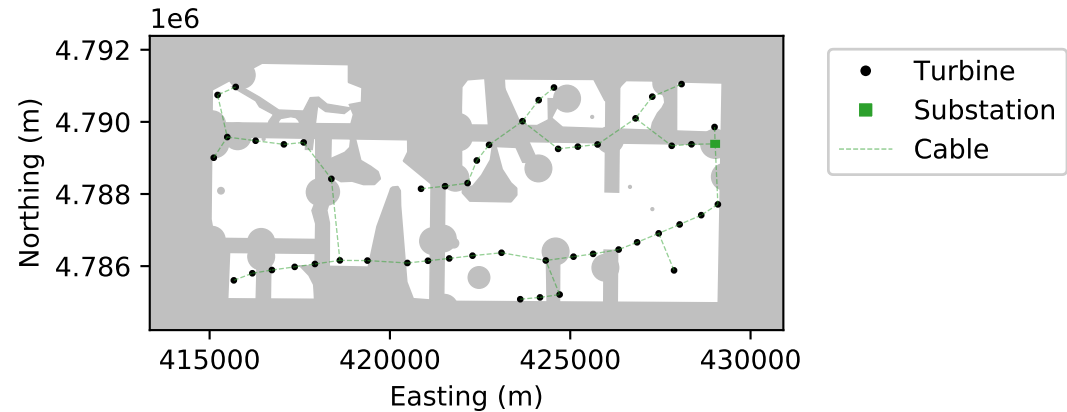 1e6
4.792
4.790
4.788
4.786
Northing (m)
415000 420000 425000 430000
Easting (m)
Turbine
Substation
Cable